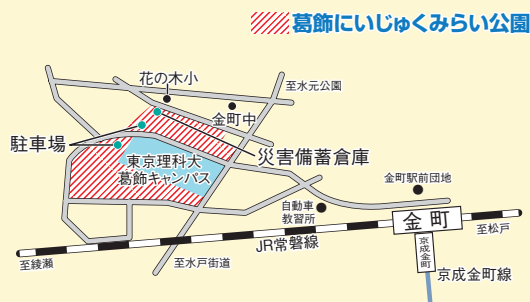 葛飾にいじゅくみらい公園
花の木小
至水元公園
金町中
駐車場
災害備蓄倉庫
東京理科大
葛飾キャンパス
金町駅前団地
自動車
教習所
金町
至松戸
JR常磐線
京成金町
京成金町線
至綾瀬
至水戸街道